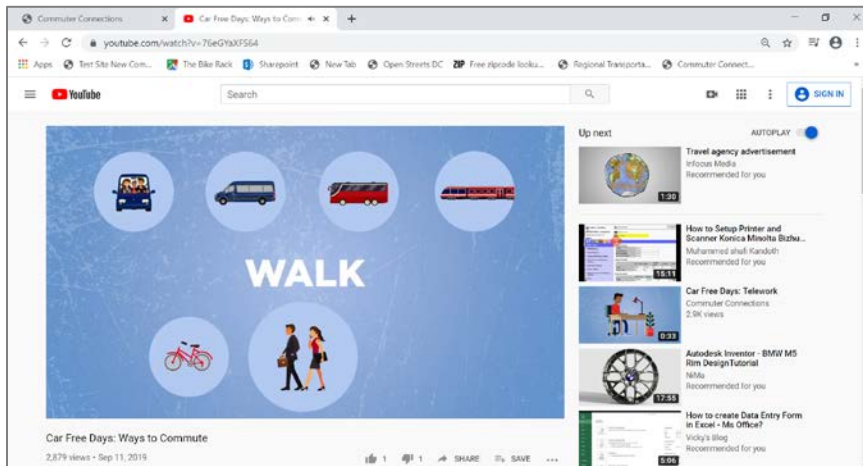 Commuter Connections
Car Free Days: Ways to Com
youtube.com/watch?v=76eGYaXFS64
Apps Test Site New Com... The Bike Rack Sharepoint New Tab Open Streets DC ZIP Free zipcode looku... Regional Transporta... Commuter Connect...
YouTube
Search
SIGN IN
WALK
Car Free Days: Ways to Commute
2,879 views • Sep 11, 2019
1 1 SHARE SAVE ...
Up next
AUTOPLAY
Travel agency advertisement
Infocus Media
Recommended for you
1:30
How to Setup Printer and
Scanner Konica Minolta Bizhu...
Muhammed shafi Kandoth
Recommended for you
15:11
Car Free Days: Telework
Commuter Connections
2.9K views
0:33
Autodesk Inventor - BMW M5
Rim DesignTutorial
NiMa
Recommended for you
17:55
How to create Data Entry Form
in Excel - Ms Office?
Vicky's Blog
Recommended for you
5:06